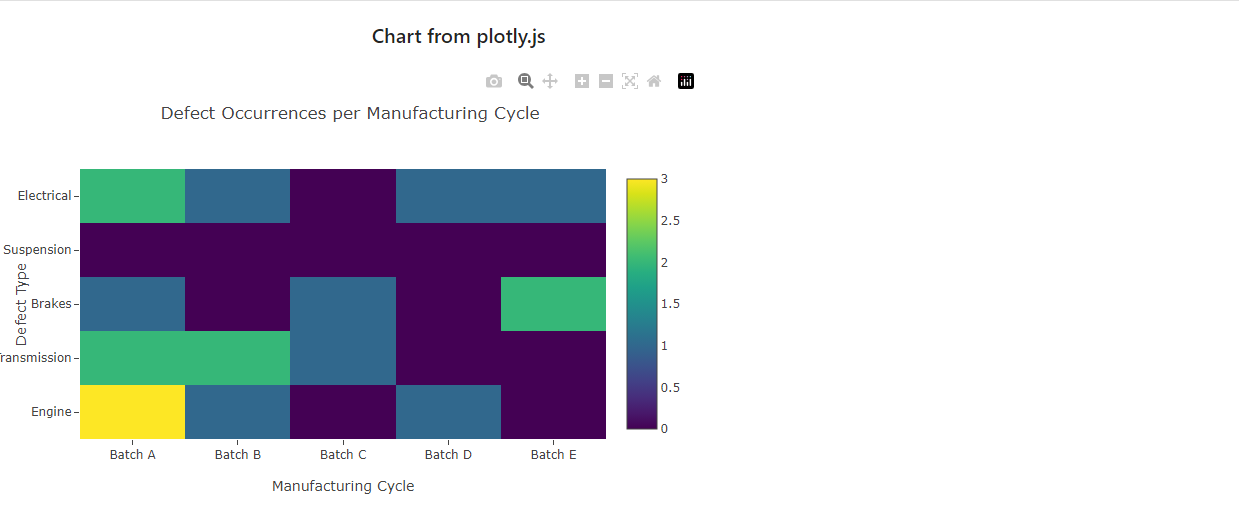 Chart from plotly.js
Defect Occurrences per Manufacturing Cycle
Defect Type
Electrical
Suspension
Brakes
ransmission
Engine
Batch A
Batch B
Batch C
Batch D
Batch E
Manufacturing Cycle
3
2.5
2
1.5
1
0.5
0